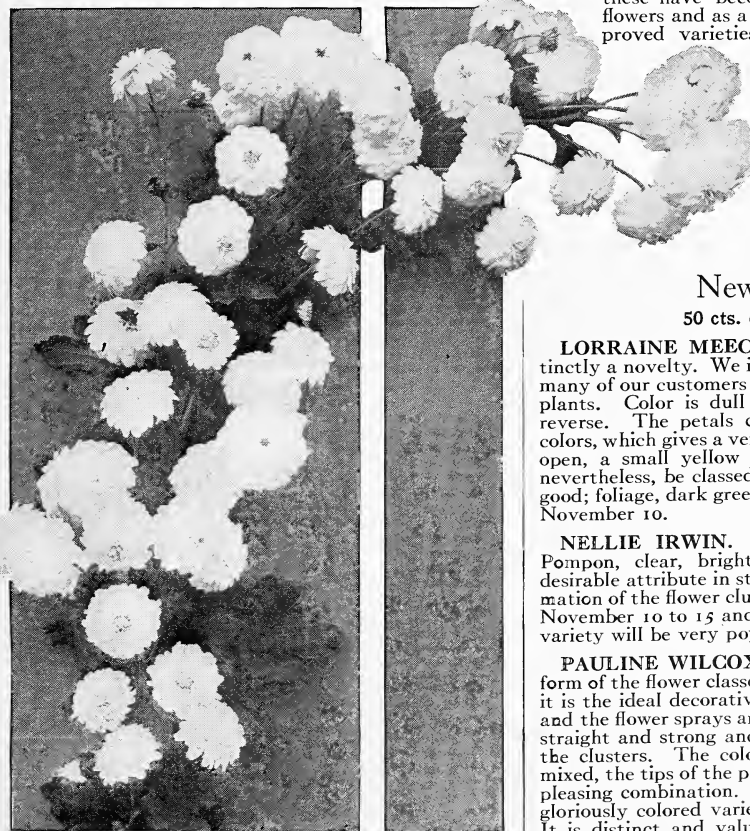 these have been
flowers and as a
proved varieties
New
50 cts.
LORRAINE MEEC
tinctly a novelty. We i
many of our customers
plants. Color is dull
reverse. The petals c
colors, which gives a ve
open, a small yellow
nevertheless, be classed
good; foliage, dark gree
November 10.
NELLIE IRWIN.
Pompon, clear, bright
desirable attribute in st
mation of the flower clu
November 10 to 15 and
variety will be very po
PAULINE WILCOX
form of the flower classe
it is the ideal decorativ
and the flower sprays ar
straight and strong and
the clusters. The colo
mixed, the tips of the p
pleasing combination.
gloriously colored varie
It is distinct and valu